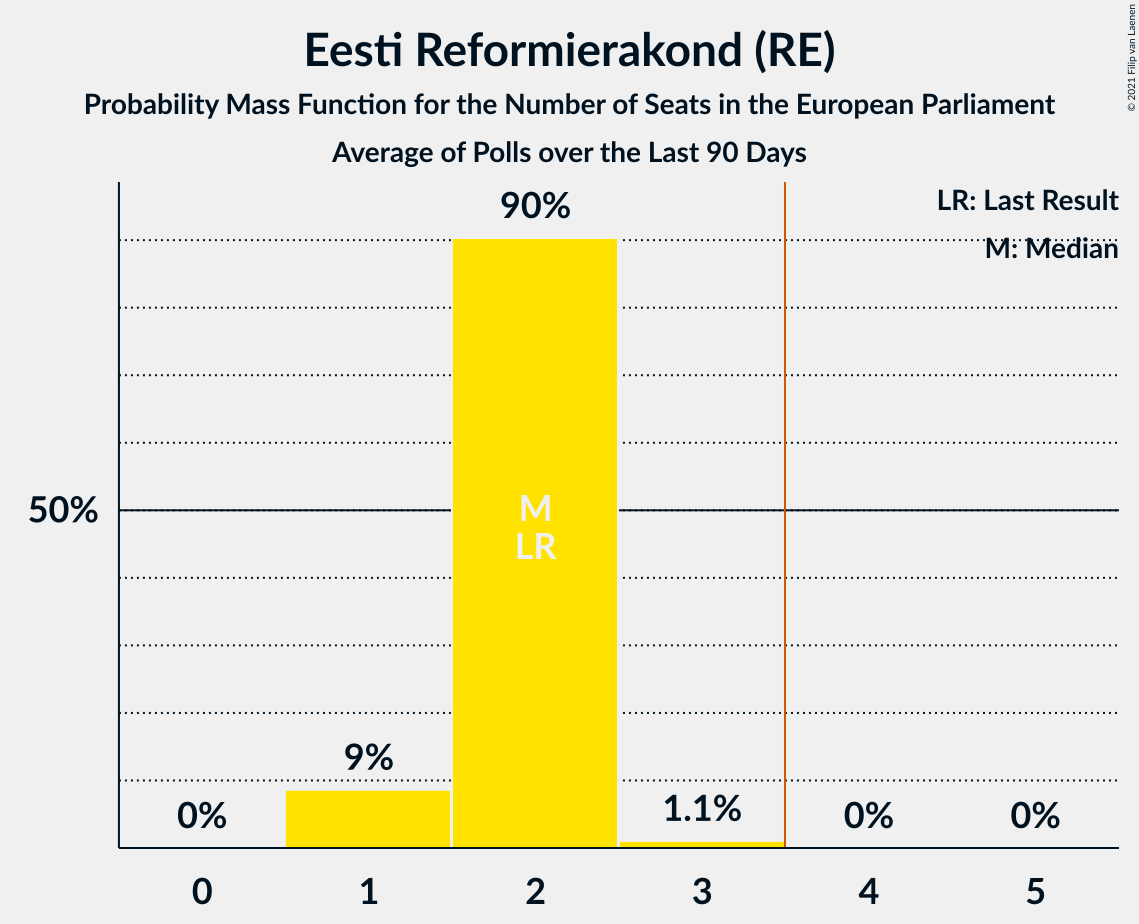 Eesti Reformierakond (RE)
Probability Mass Function for the Number of Seats in the European Parliament
Average of Polls over the Last 90 Days
© 2021 Filip van Laenen
LR: Last Result
M: Median
90%
50%
M
LR
9%
1.1%
0%
0%
0%
0
1
2
3
4
5